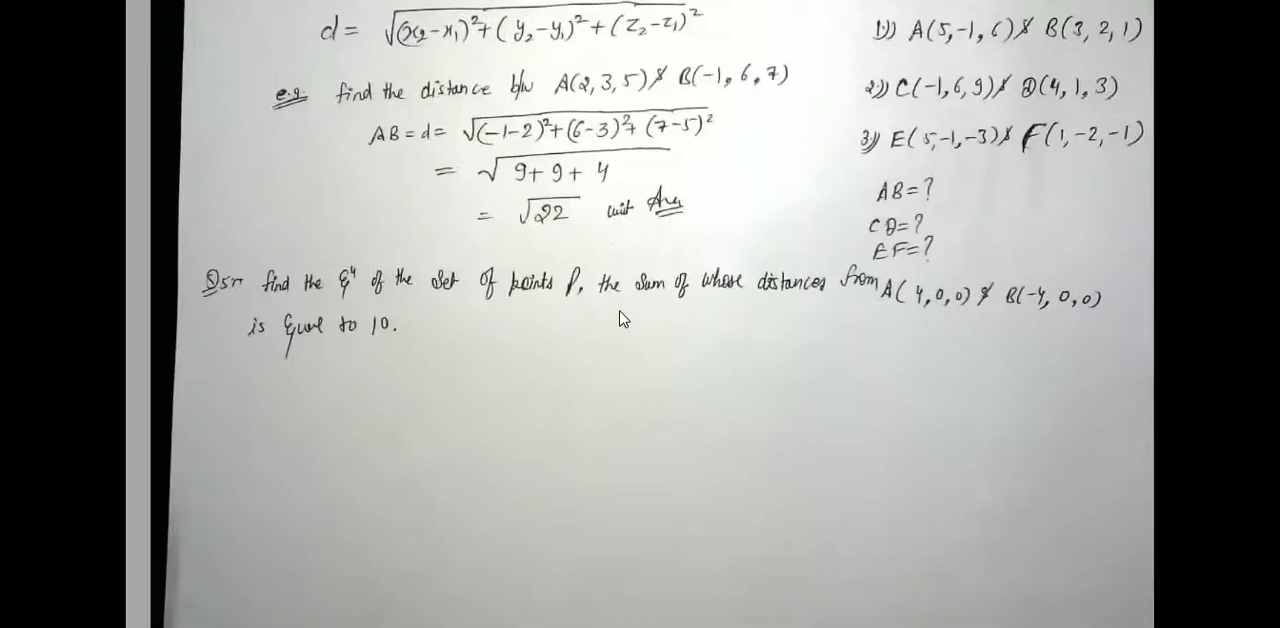 d = √(x₂-x₁)²+(y₂-y₁)²+(z₂-z₁)²
e.g. find the distance b/w A(2,3,5) & B(-1,6,7)
AB=d= √(-1-2)²+(6-3)²+(7-5)²
= √9+9+4
= √22 unit Ans
1) A(5,-1,6) & B(3,2,1)
2) C(-1,6,9) & D(4,1,3)
3) E(5,-1,-3) & F(1,-2,-1)
AB=?
CD=?
EF=?
find the Eqⁿ of the set of points P, the sum of whose distances from A(4,0,0) & B(-4,0,0)
is Equal to 10.